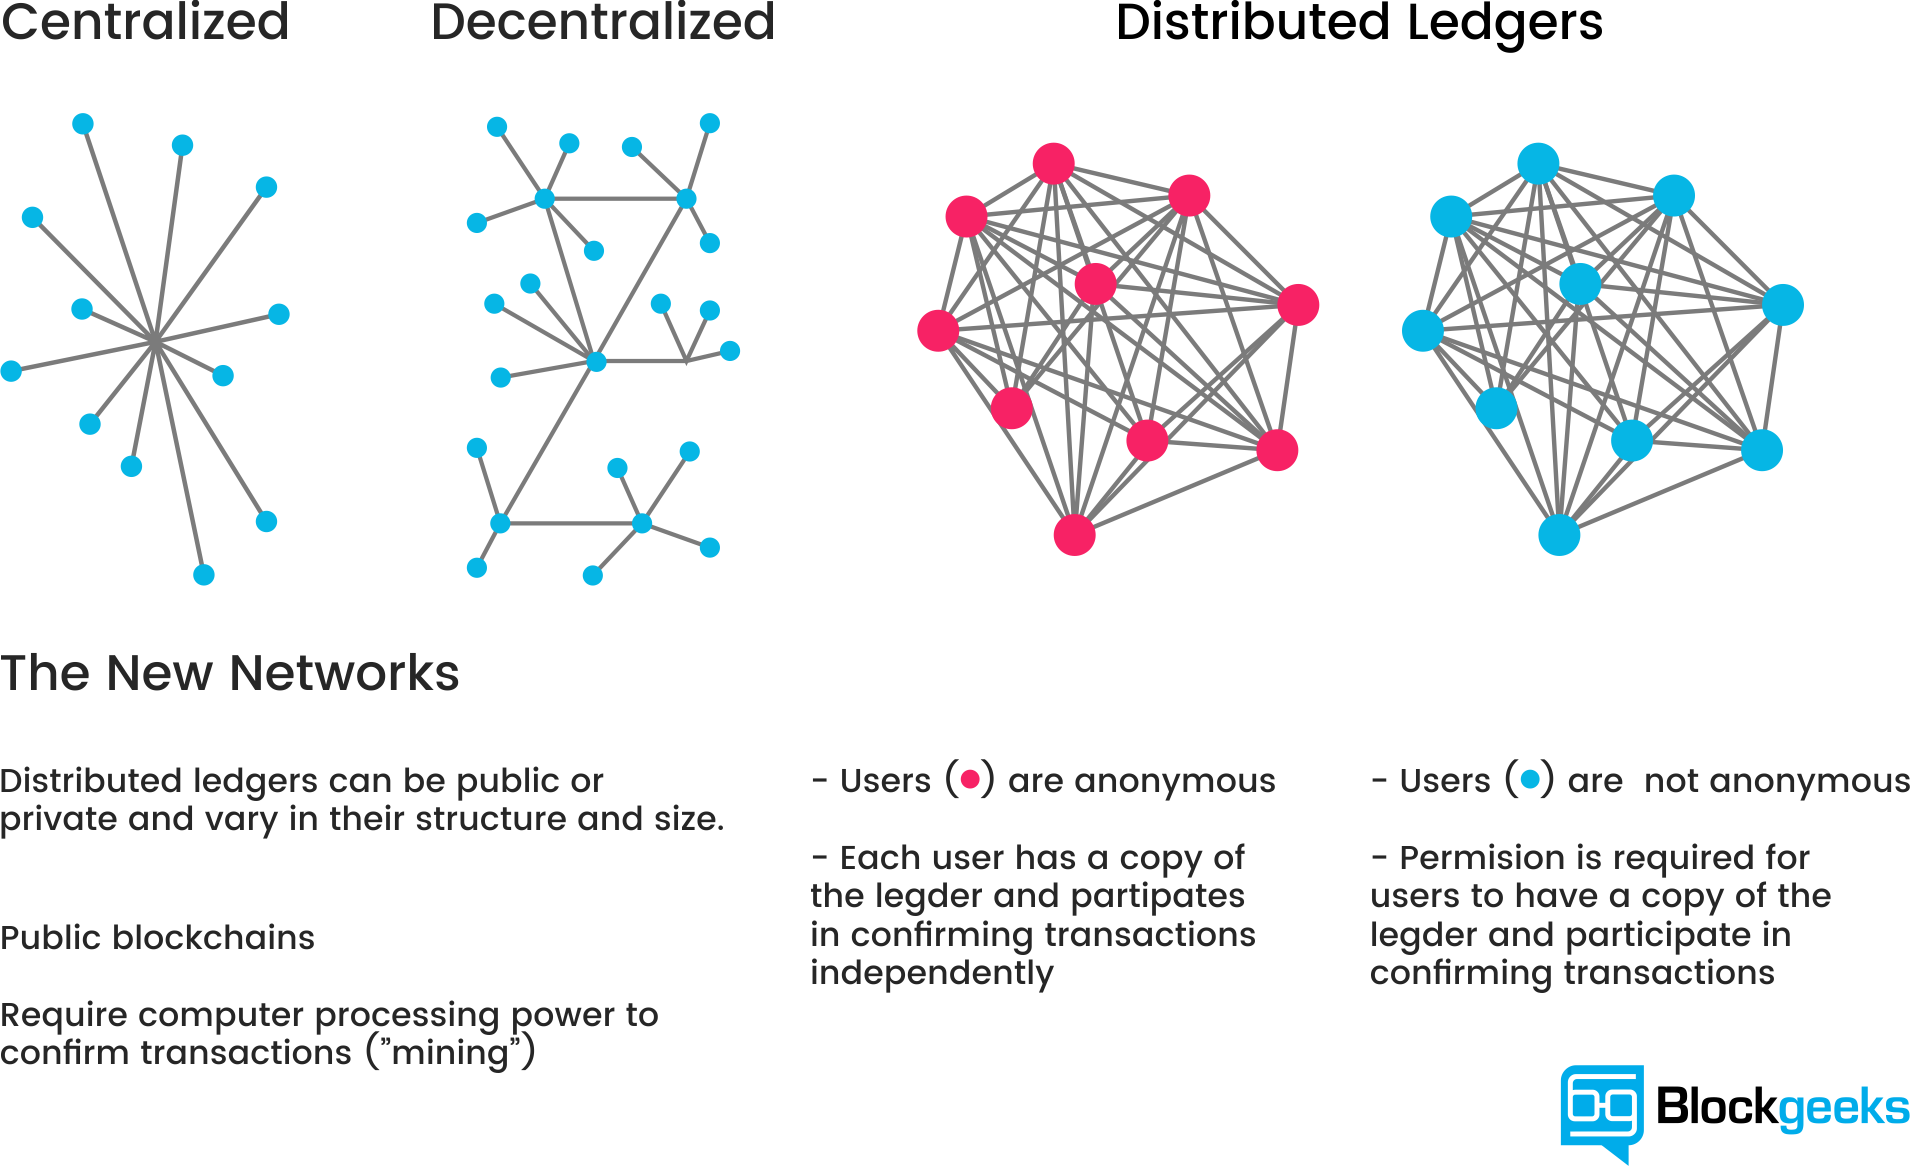 Centralized
Decentralized
Distributed Ledgers
The New Networks
Distributed ledgers can be public or
private and vary in their structure and size.
Public blockchains
Require computer processing power to
confirm transactions (”mining”)
- Users (●) are anonymous
- Each user has a copy of
the legder and partipates
in confirming transactions
independently
- Users (●) are  not anonymous
- Permision is required for
users to have a copy of the
legder and participate in
confirming transactions
Blockgeeks